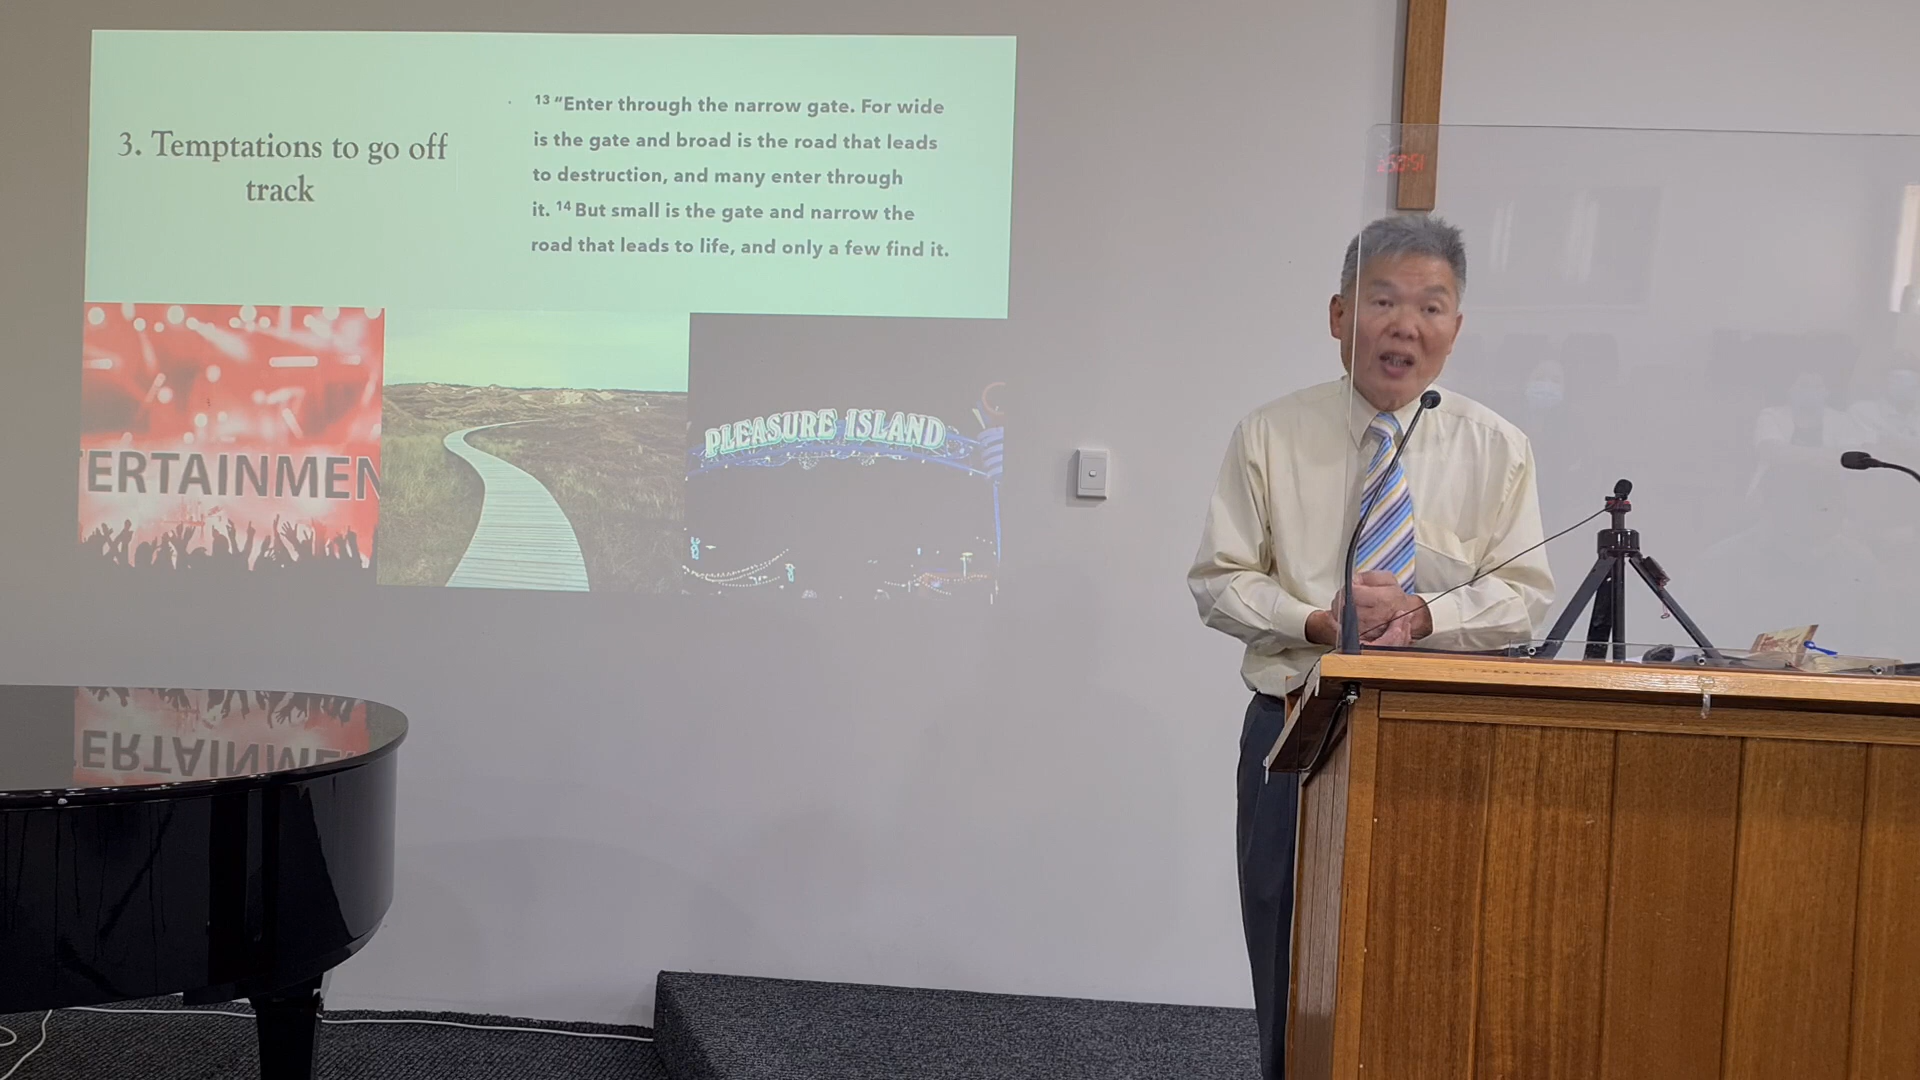 3. Temptations to go off
track
13 “Enter through the narrow gate. For wide
is the gate and broad is the road that leads
to destruction, and many enter through
it. 14 But small is the gate and narrow the
road that leads to life, and only a few find it.
TERTAINMEN
PLEASURE ISLAND